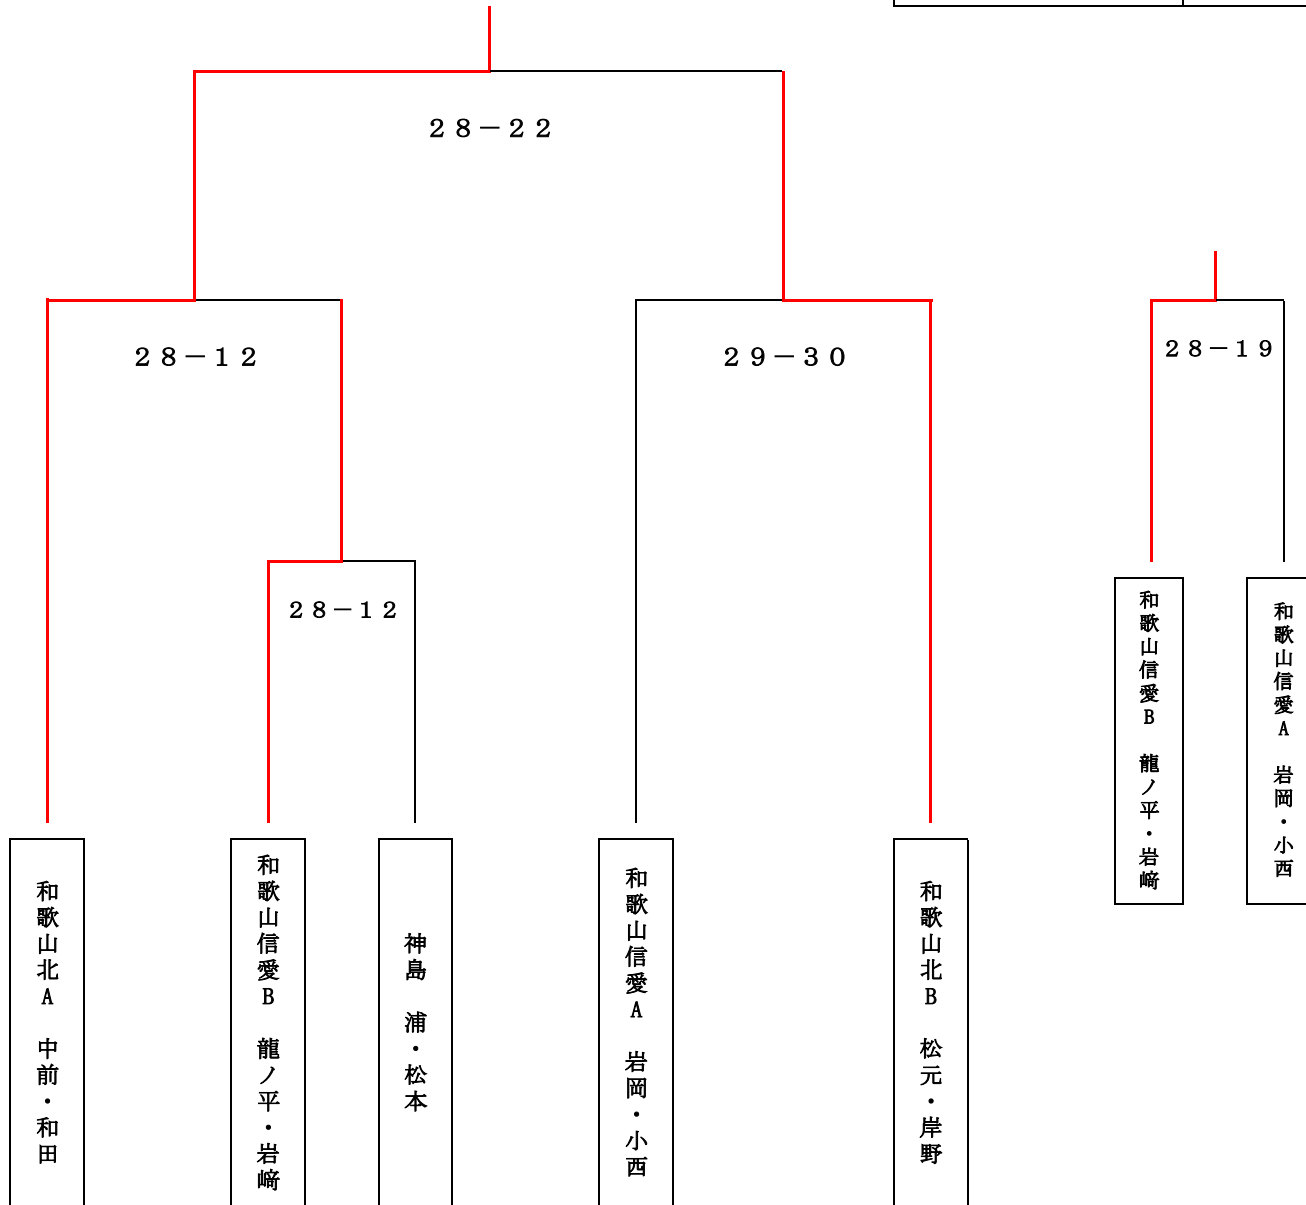 ２８－２２
２８－１２
２９－３０
２８－１９
２８－１２
和歌山信愛B　龍ノ平・岩﨑
和歌山信愛A　岩岡・小西
和歌山北A　中前・和田
和歌山信愛B　龍ノ平・岩﨑
神島　浦・松本
和歌山信愛A　岩岡・小西
和歌山北B　松元・岸野